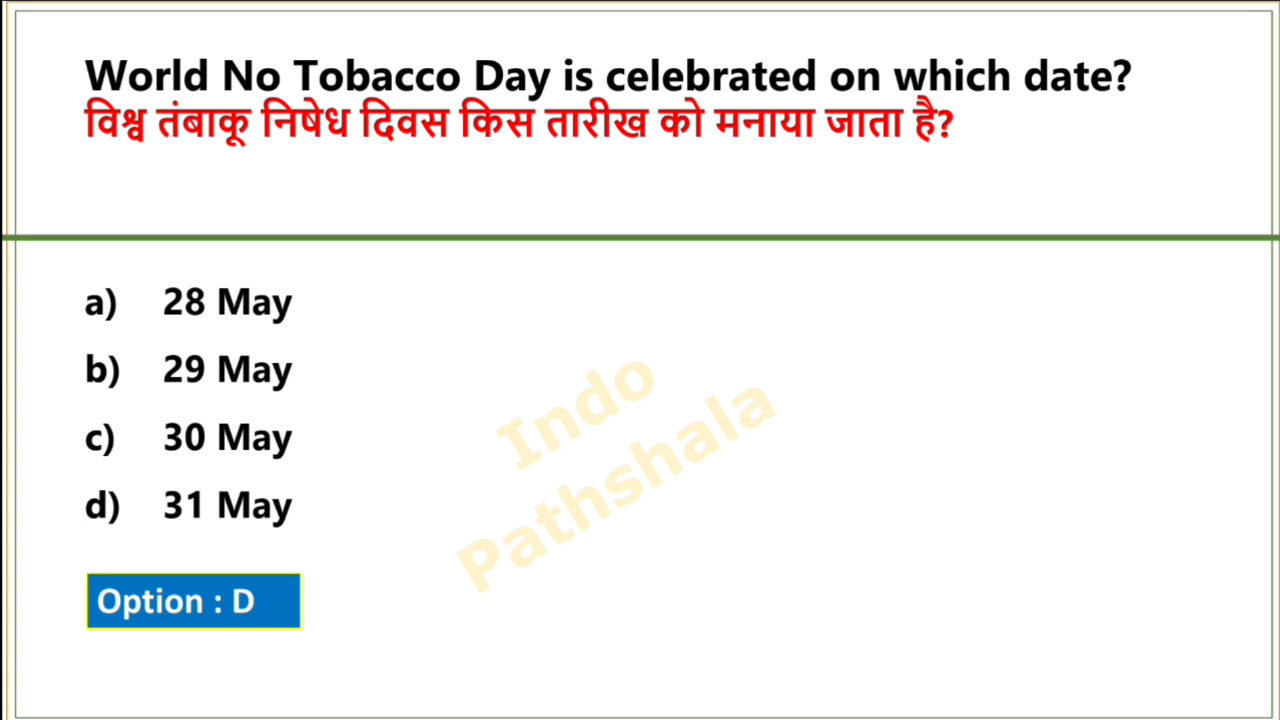 World No Tobacco Day is celebrated on which date?
विश्व तंबाकू निषेध दिवस किस तारीख को मनाया जाता है?
a) 28 May
b) 29 May
c) 30 May
d) 31 May
Indo
Pathshala
Option : D